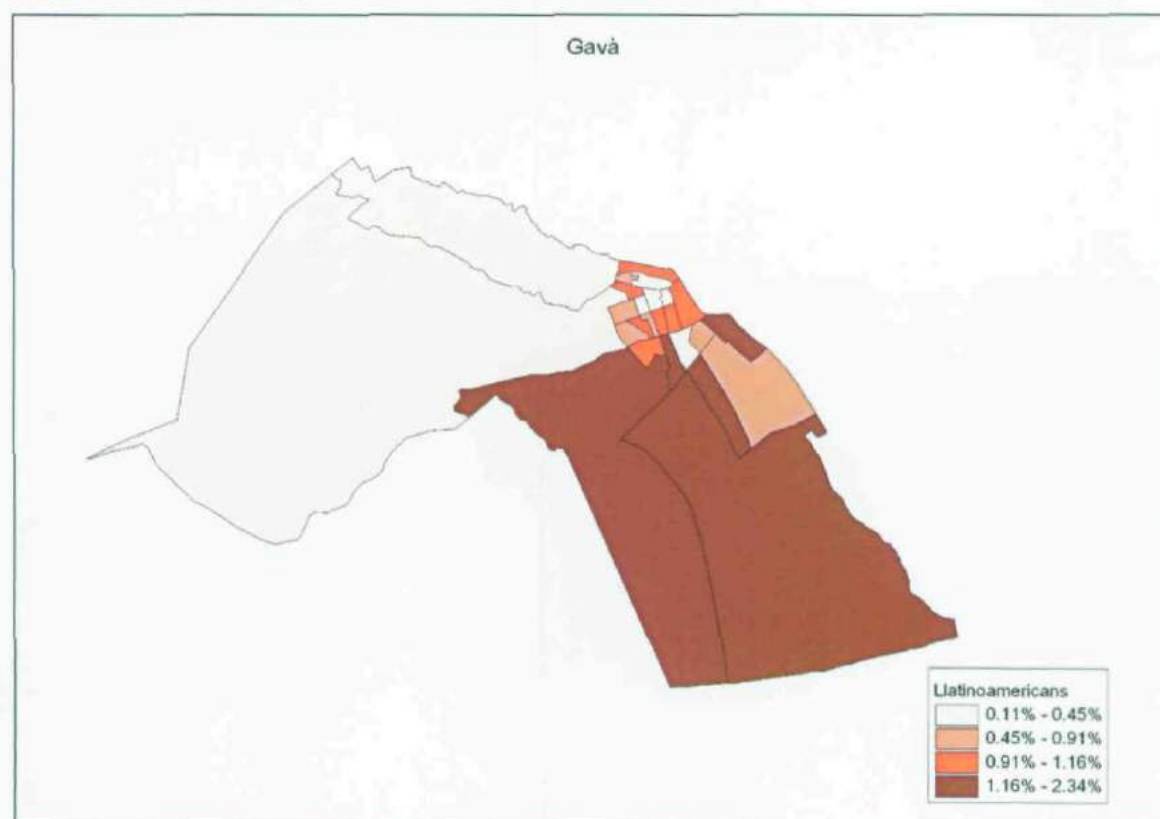 Gavà
Llatinoamericans
0.11% - 0.45%
0.45% - 0.91%
0.91% - 1.16%
1.16% - 2.34%